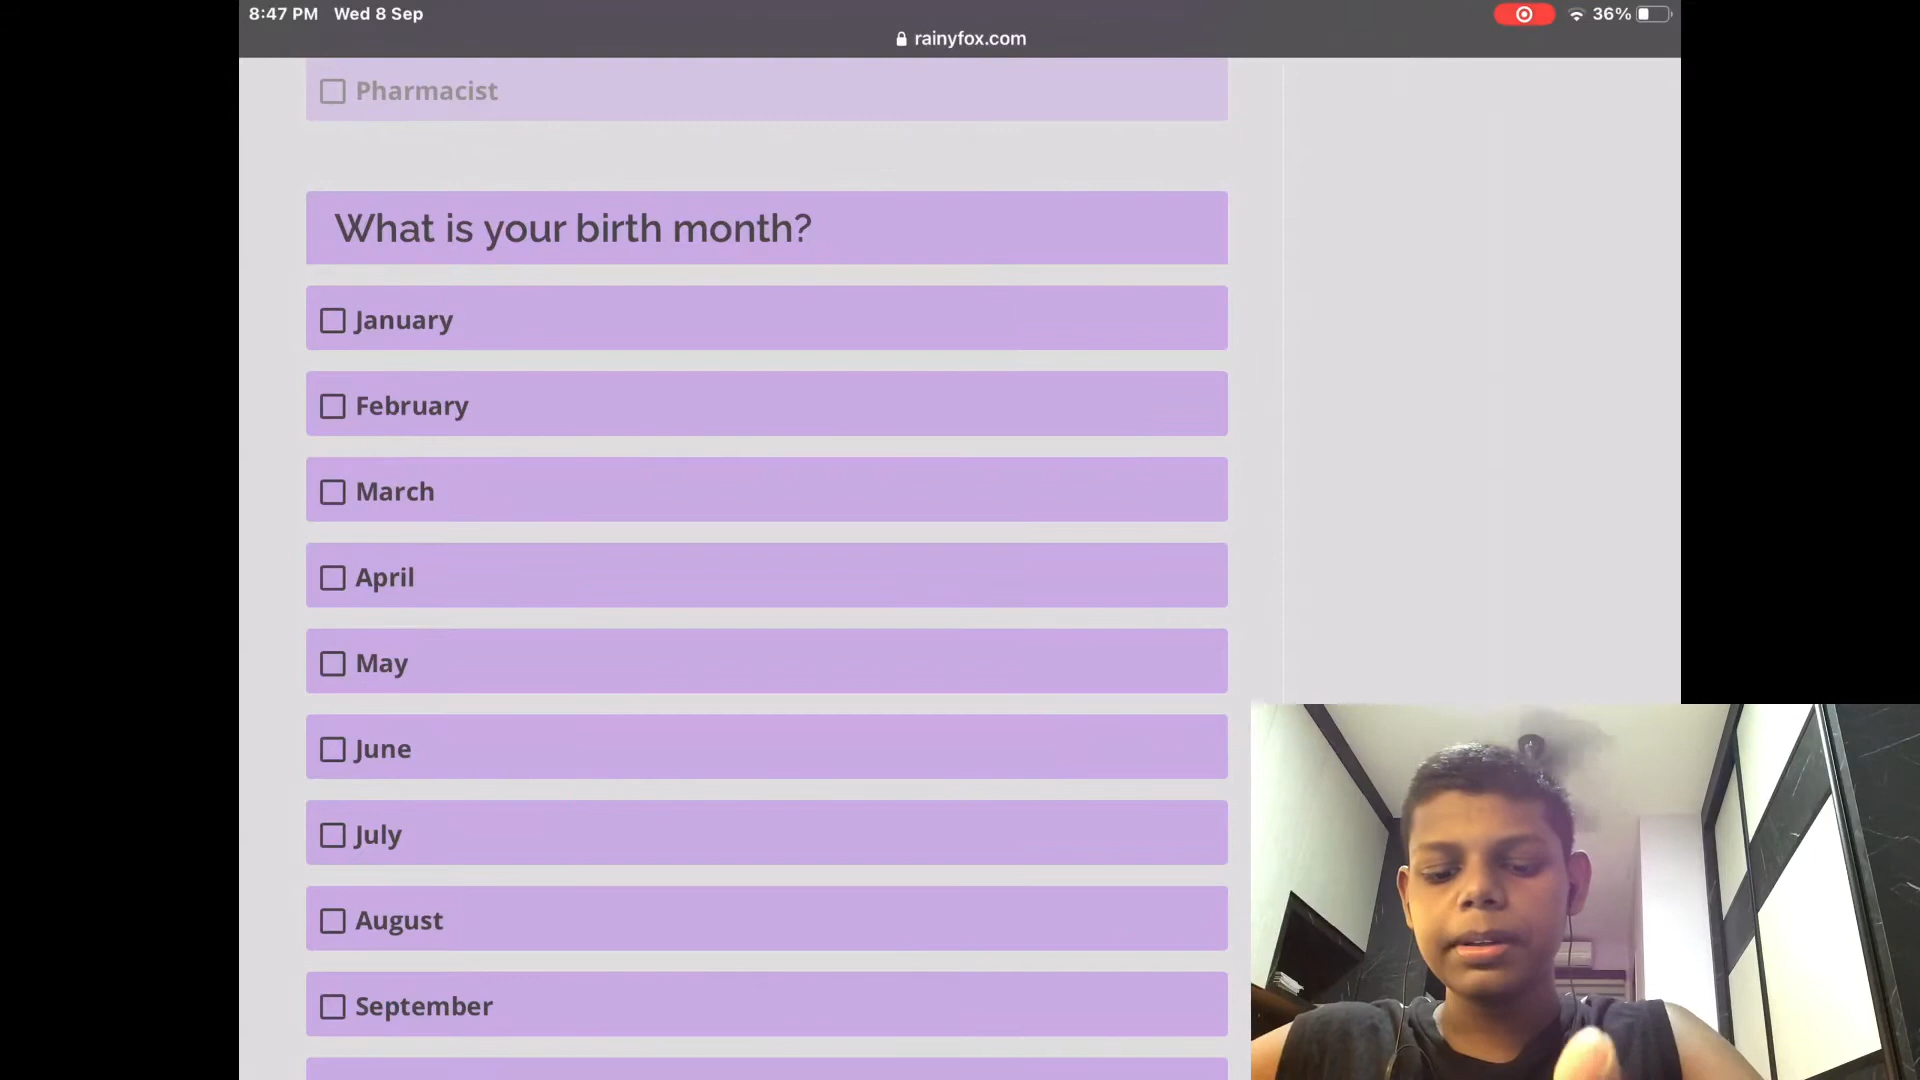 8:47 PM Wed 8 Sep
36%
rainyfox.com
Pharmacist
What is your birth month?
January
February
March
April
May
June
July
August
September